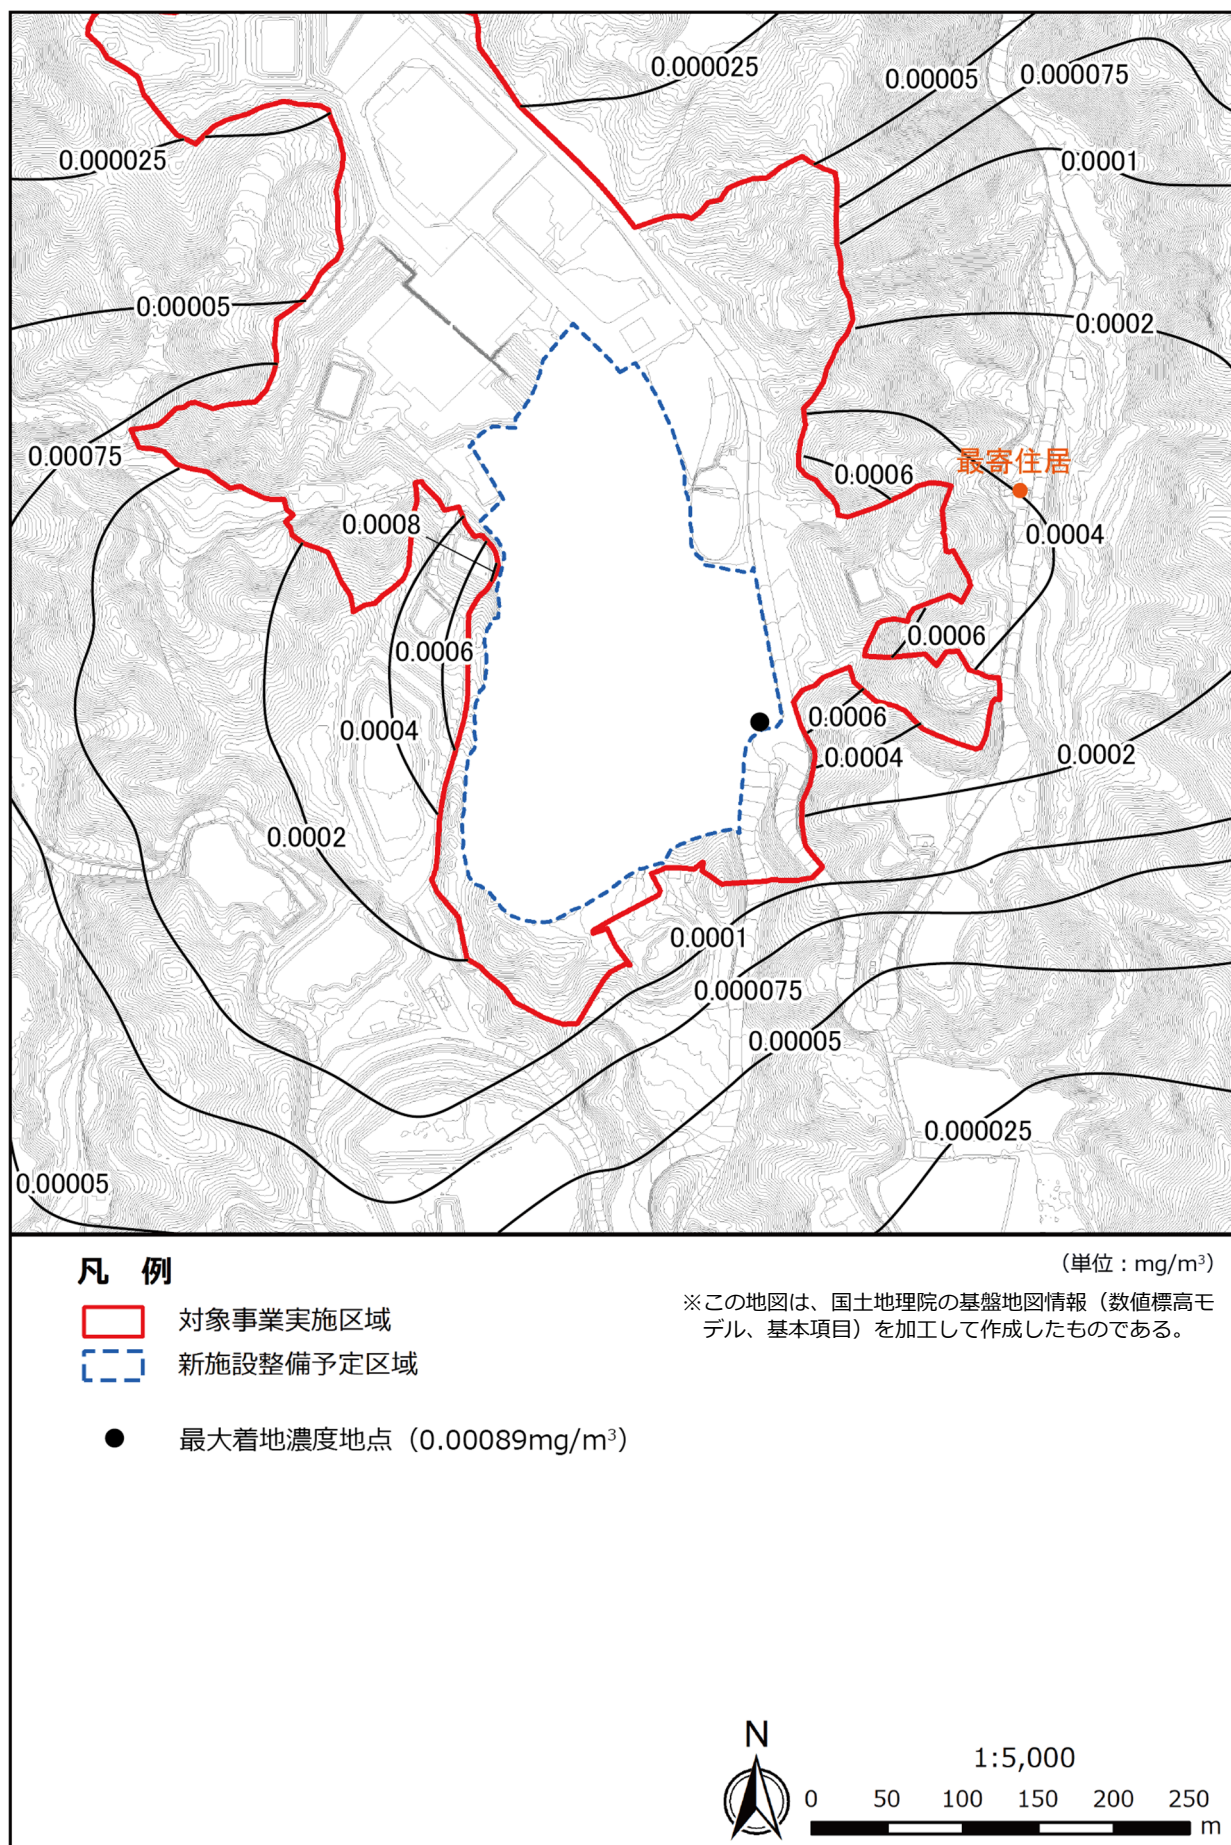 0.000025
0.00005
0.000075
0.0001
0.000025
0.00005
0.0002
0.00075
最寄住居
0.0006
0.0008
0.0004
0.0006
0.0006
0.0006
0.0004
0.0004
0.0002
0.0002
0.0001
0.000075
0.00005
0.000025
0.00005
凡 例
(単位:mg/m³)
対象事業実施区域
※この地図は、国土地理院の基盤地図情報(数値標高モ
デル、基本項目)を加工して作成したものである。
新施設整備予定区域
最大着地濃度地点(0.00089mg/m³)
N
1:5,000
0 50 100 150 200 250
m